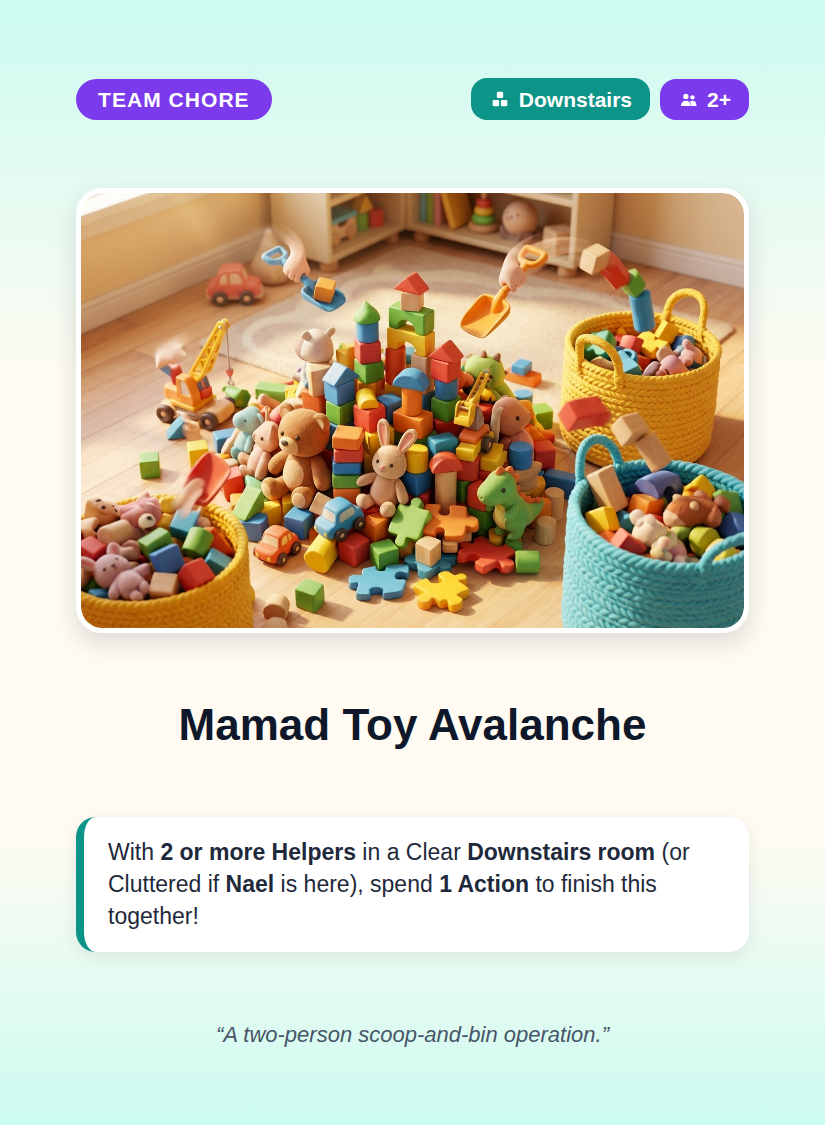 TEAM CHORE
Downstairs
2+
Mamad Toy Avalanche
With 2 or more Helpers in a Clear Downstairs room (or
Cluttered if Nael is here), spend 1 Action to finish this
together!
“A two-person scoop-and-bin operation.”